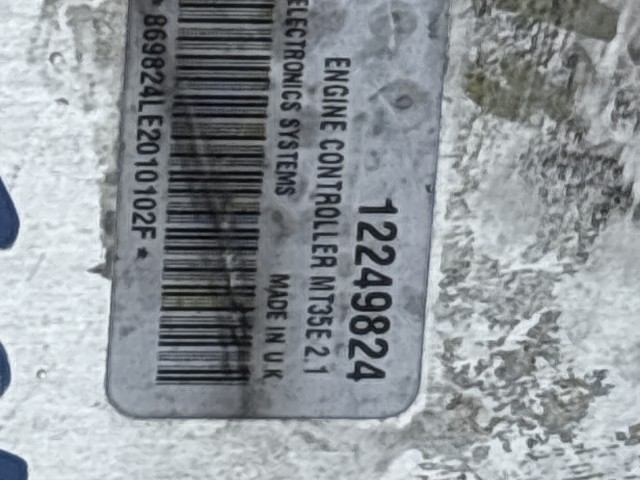 12249824
ENGINE CONTROLLER MT35E 2.1
ELECTRONICS SYSTEMS MADE IN U.K
*869824LE2010102F*